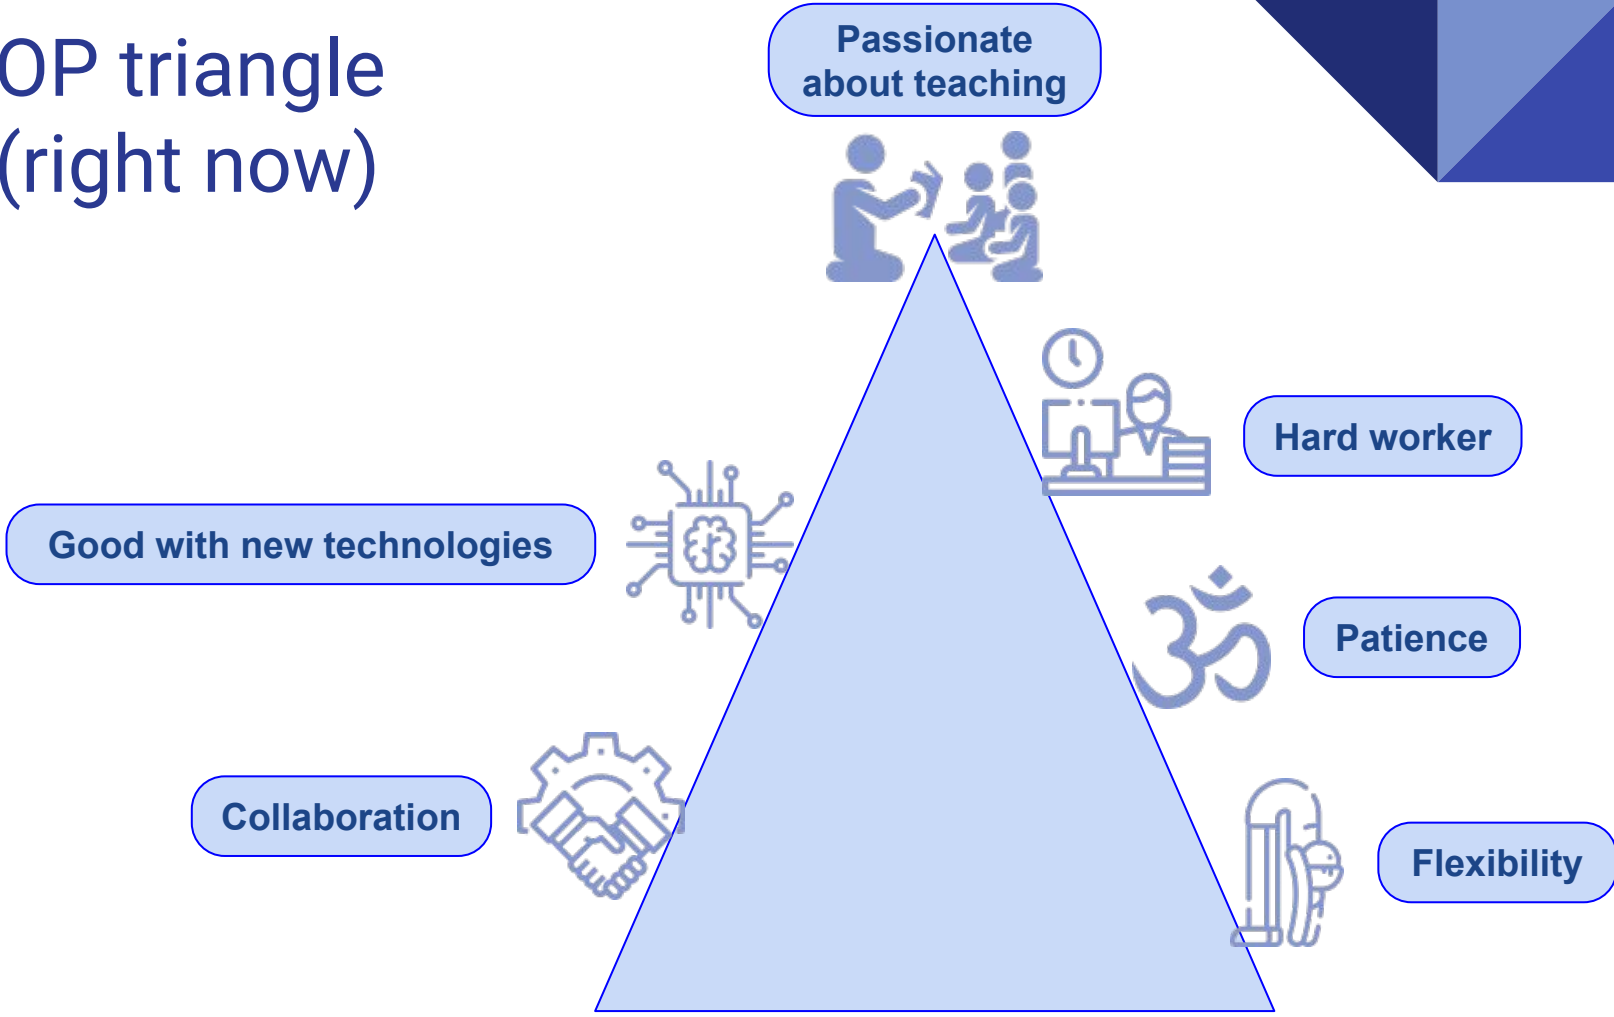 OP triangle
(right now)
Passionate
about teaching
Hard worker
Good with new technologies
Patience
ॐ
Collaboration
Flexibility